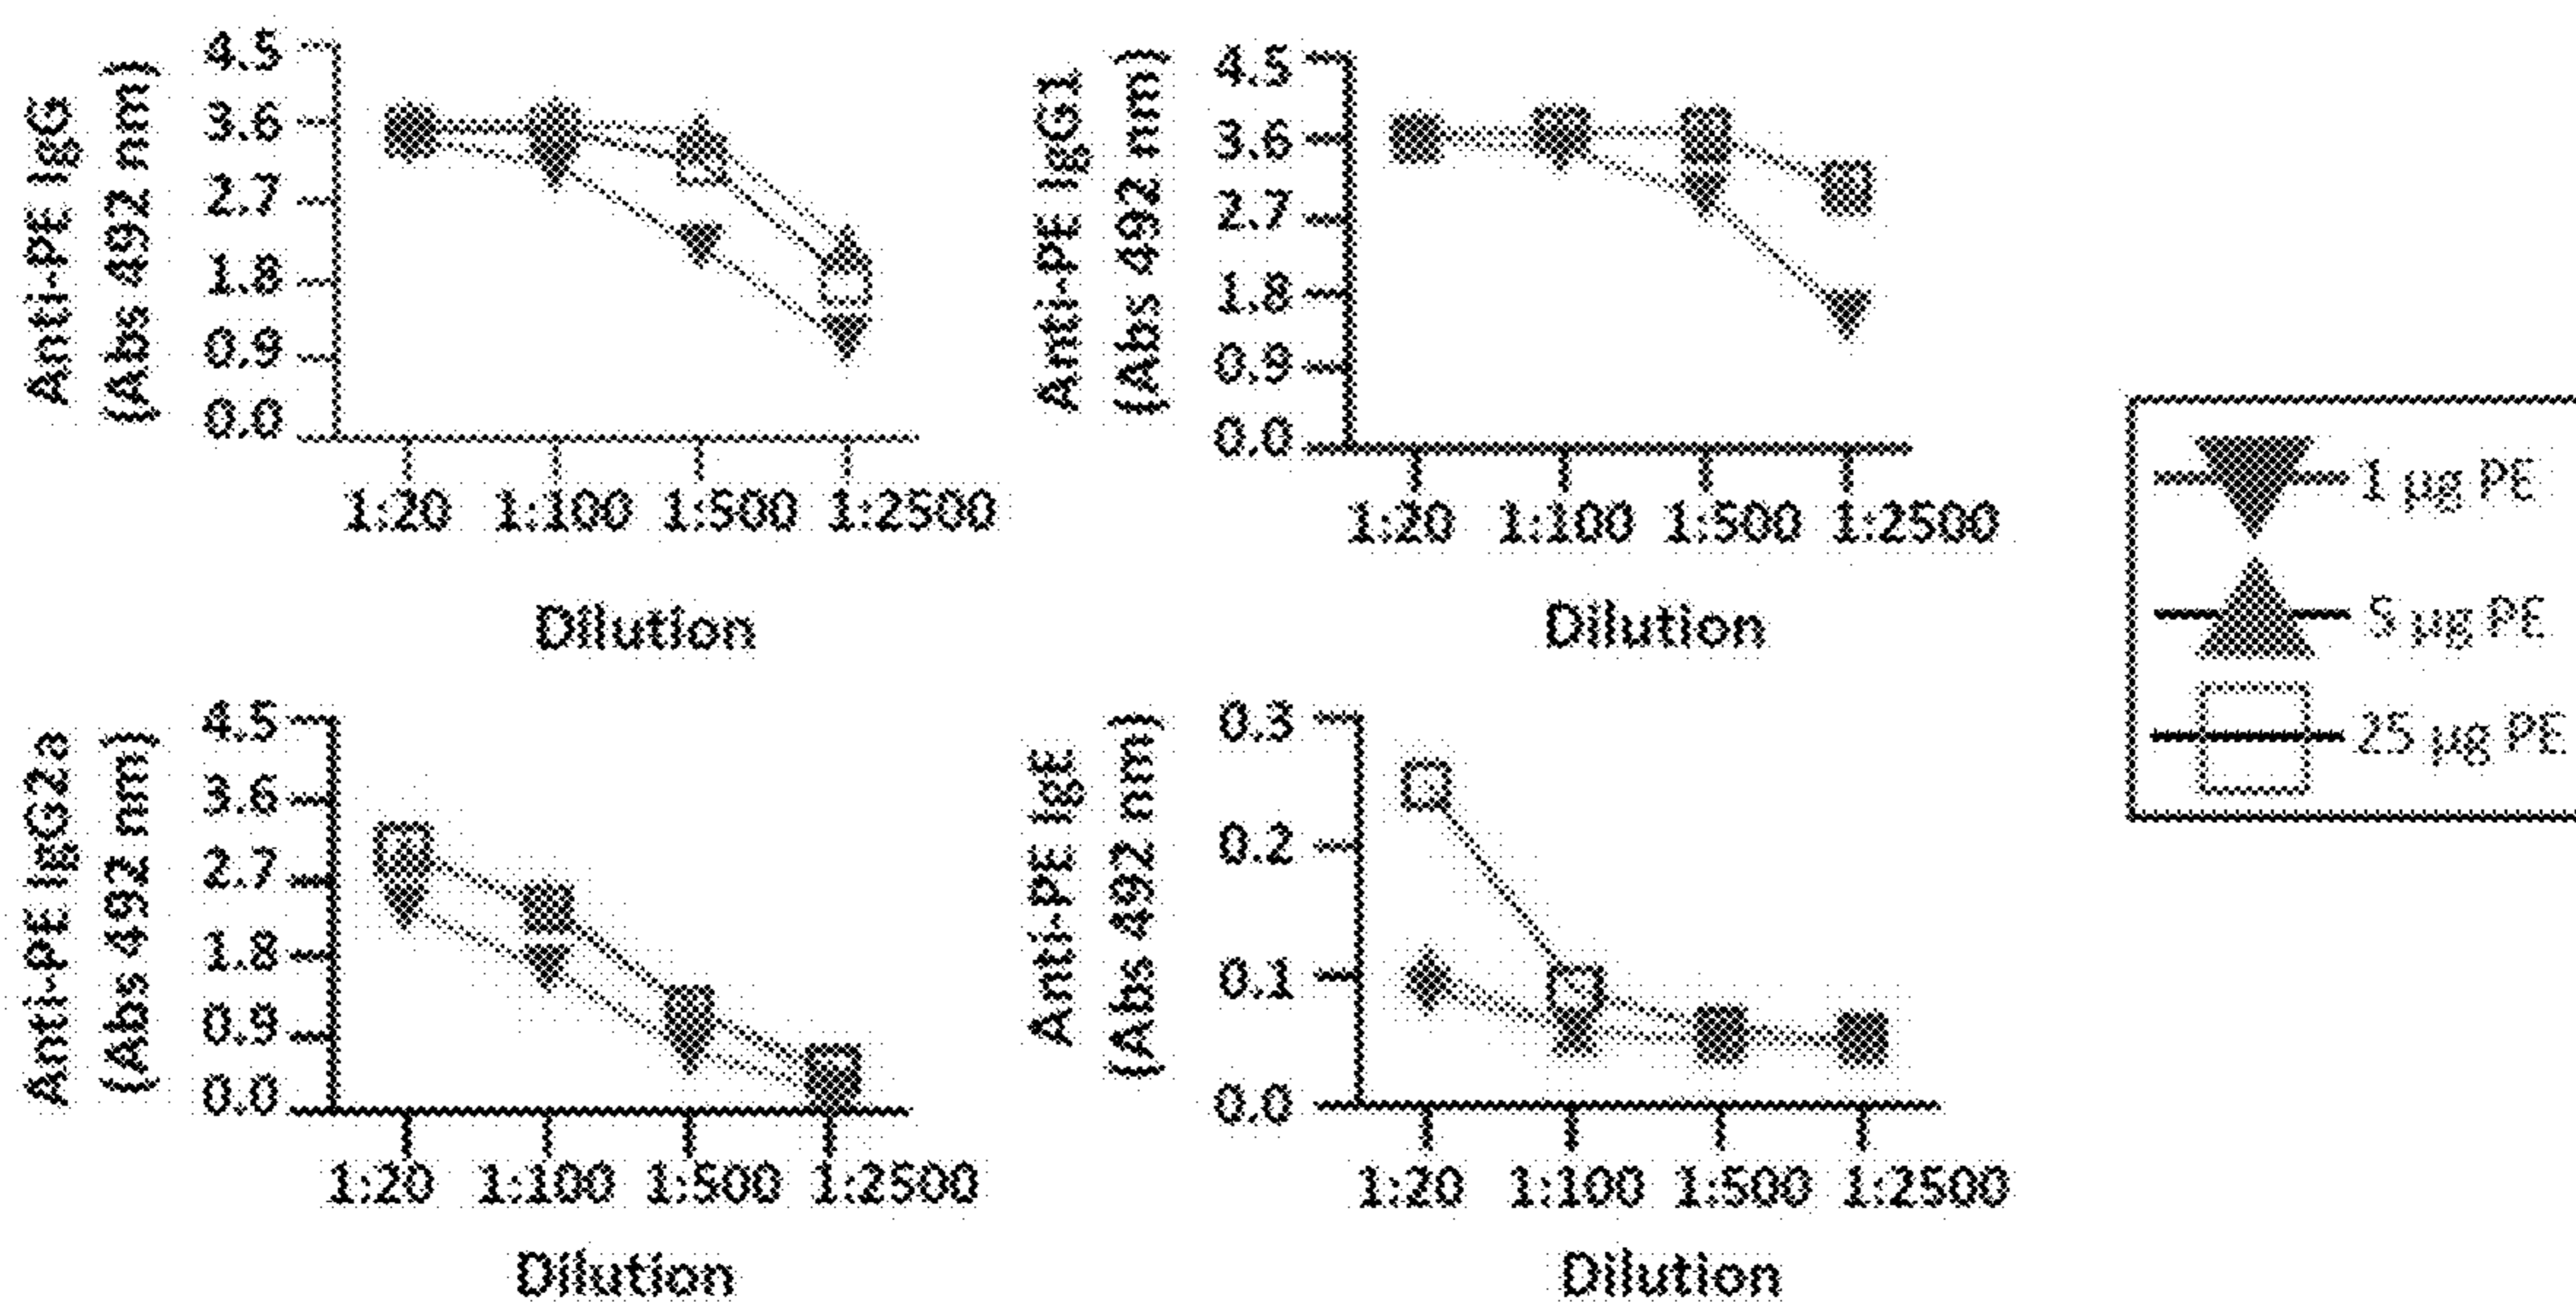 Anti-PE IgG
(Abs 492 nm)
4.5
3.6
2.7
1.8
0.9
0.0
1:20 1:100 1:500 1:2500
Dilution
Anti-PE IgG1
(Abs 492 nm)
4.5
3.6
2.7
1.8
0.9
0.0
1:20 1:100 1:500 1:2500
Dilution
Anti-PE IgG2a
(Abs 492 nm)
4.5
3.6
2.7
1.8
0.9
0.0
1:20 1:100 1:500 1:2500
Dilution
Anti-PE IgE
(Abs 492 nm)
0.3
0.2
0.1
0.0
1:20 1:100 1:500 1:2500
Dilution
1 µg PE
5 µg PE
25 µg PE